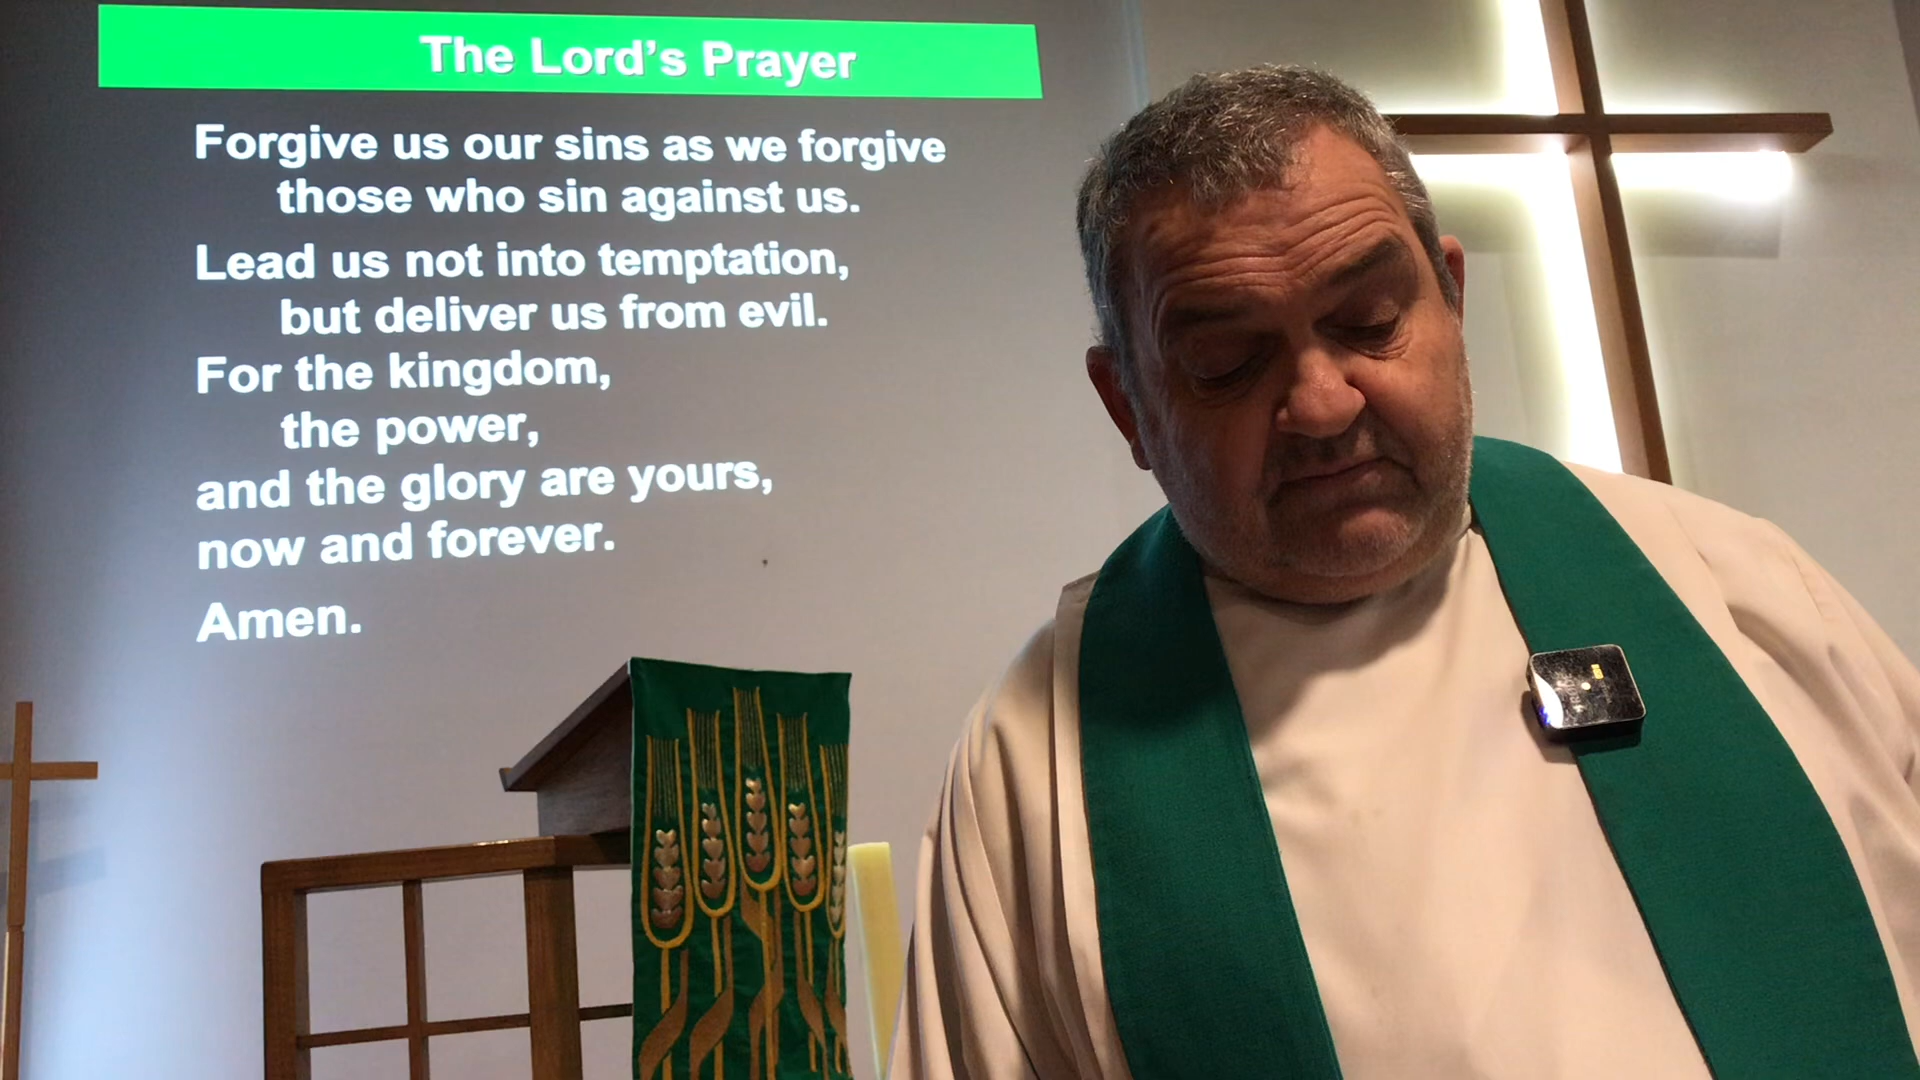 The Lord’s Prayer
Forgive us our sins as we forgive
those who sin against us.
Lead us not into temptation,
but deliver us from evil.
For the kingdom,
the power,
and the glory are yours,
now and forever.
Amen.